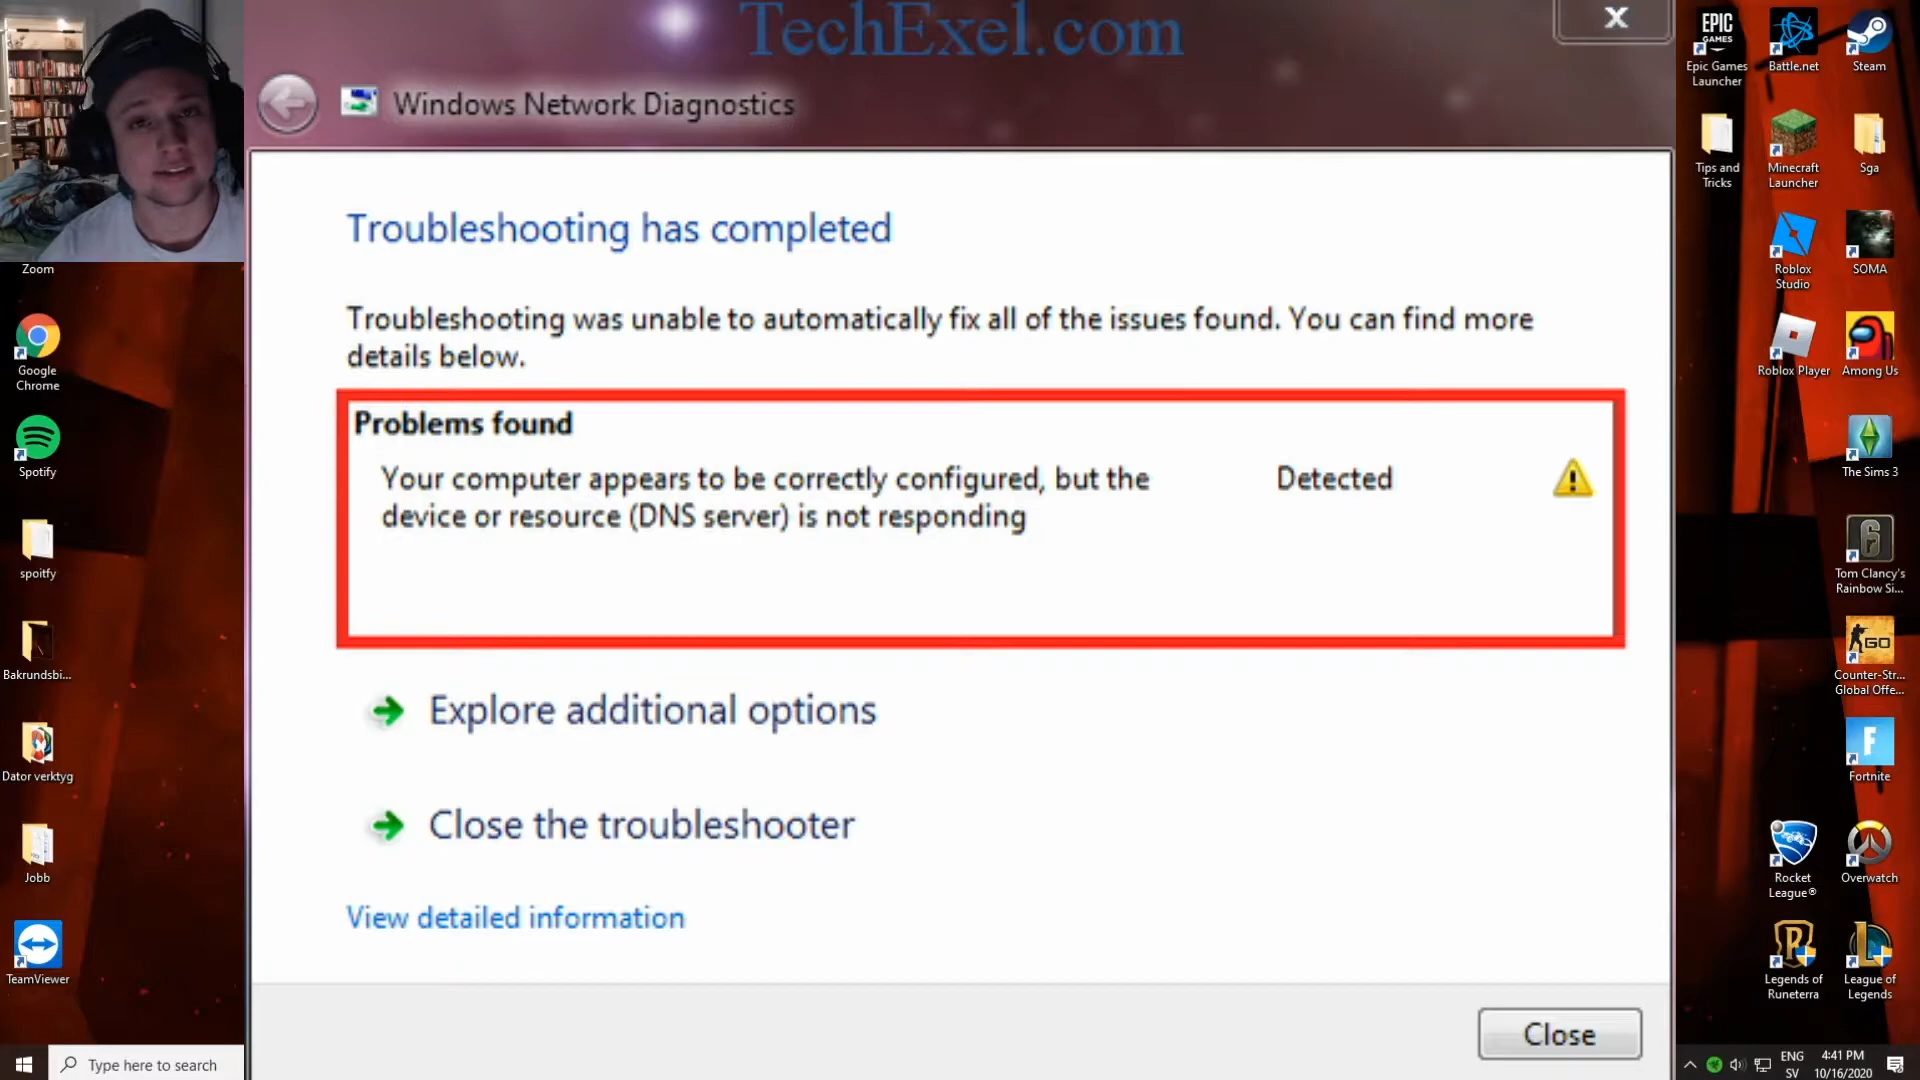 TechExel.com
X
Windows Network Diagnostics
Troubleshooting has completed
Troubleshooting was unable to automatically fix all of the issues found. You can find more
details below.
Problems found
Your computer appears to be correctly configured, but the
device or resource (DNS server) is not responding
Detected
Explore additional options
Close the troubleshooter
View detailed information
Close
Zoom
Google
Chrome
Spotify
spoitfy
Bakrundsbi...
Dator verktyg
Jobb
TeamViewer
EPIC
GAMES
Epic Games
Launcher
Battle.net
Steam
Tips and
Tricks
Minecraft
Launcher
Sga
Roblox
Studio
SOMA
Roblox Player
Among Us
The Sims 3
6
Tom Clancy's
Rainbow Si...
GO
Counter-Str...
Global Offe...
F
Fortnite
Rocket
League®
Overwatch
R
Legends of
Runeterra
L
League of
Legends
Type here to search
ENG
SV
4:41 PM
10/16/2020